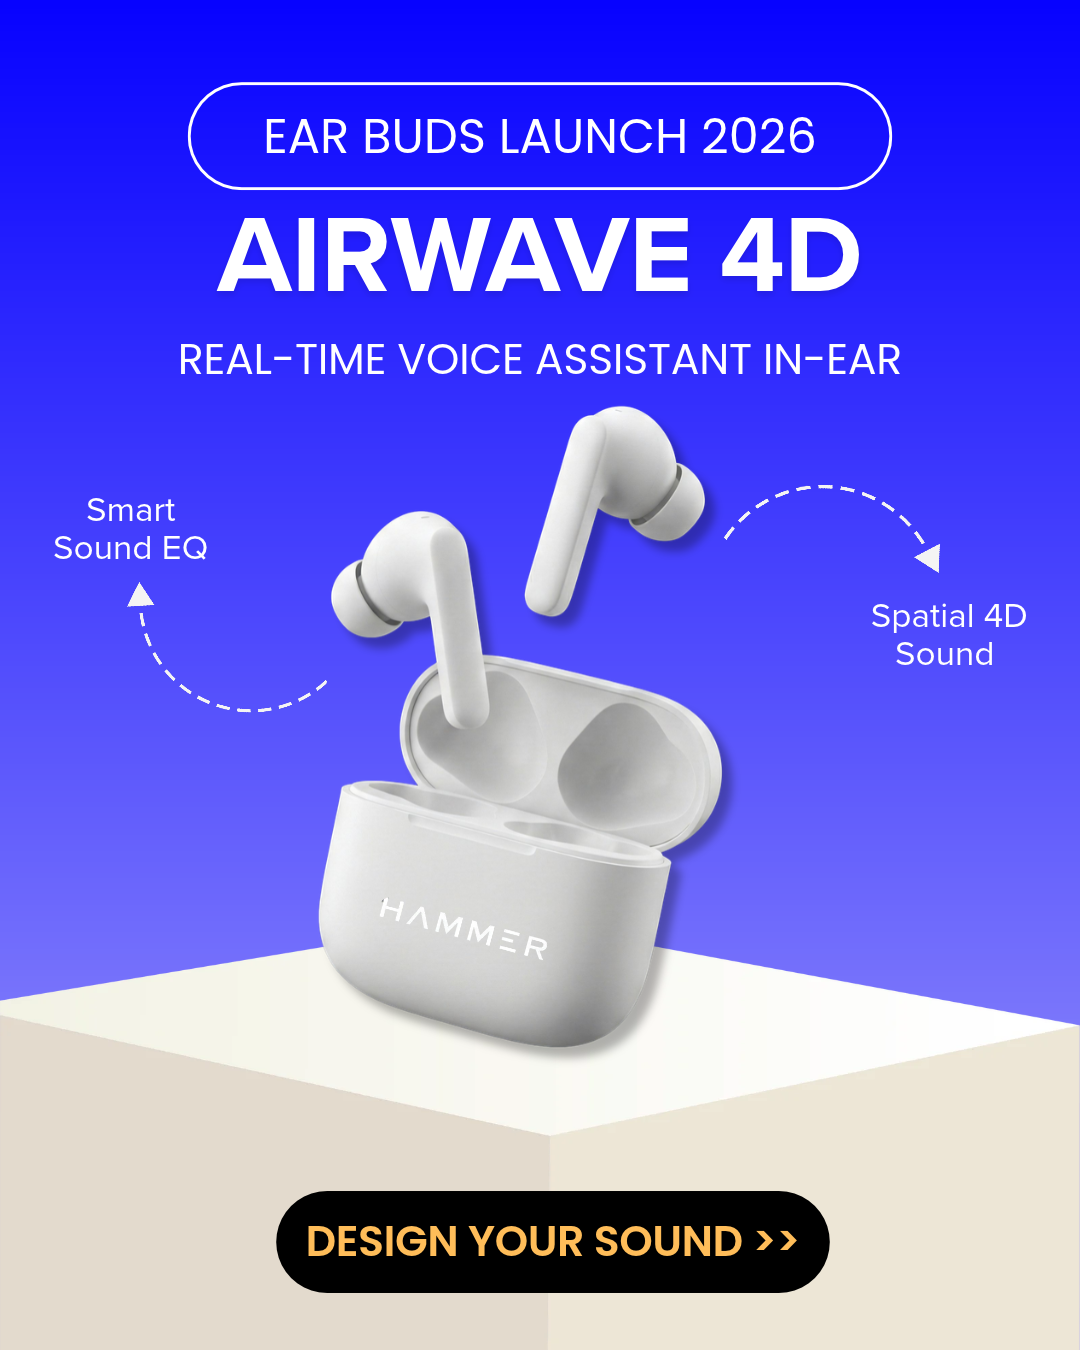 EAR BUDS LAUNCH 2026
AIRWAVE 4D
REAL-TIME VOICE ASSISTANT IN-EAR
Smart
Sound EQ
Spatial 4D
Sound
HAMMER
DESIGN YOUR SOUND >>